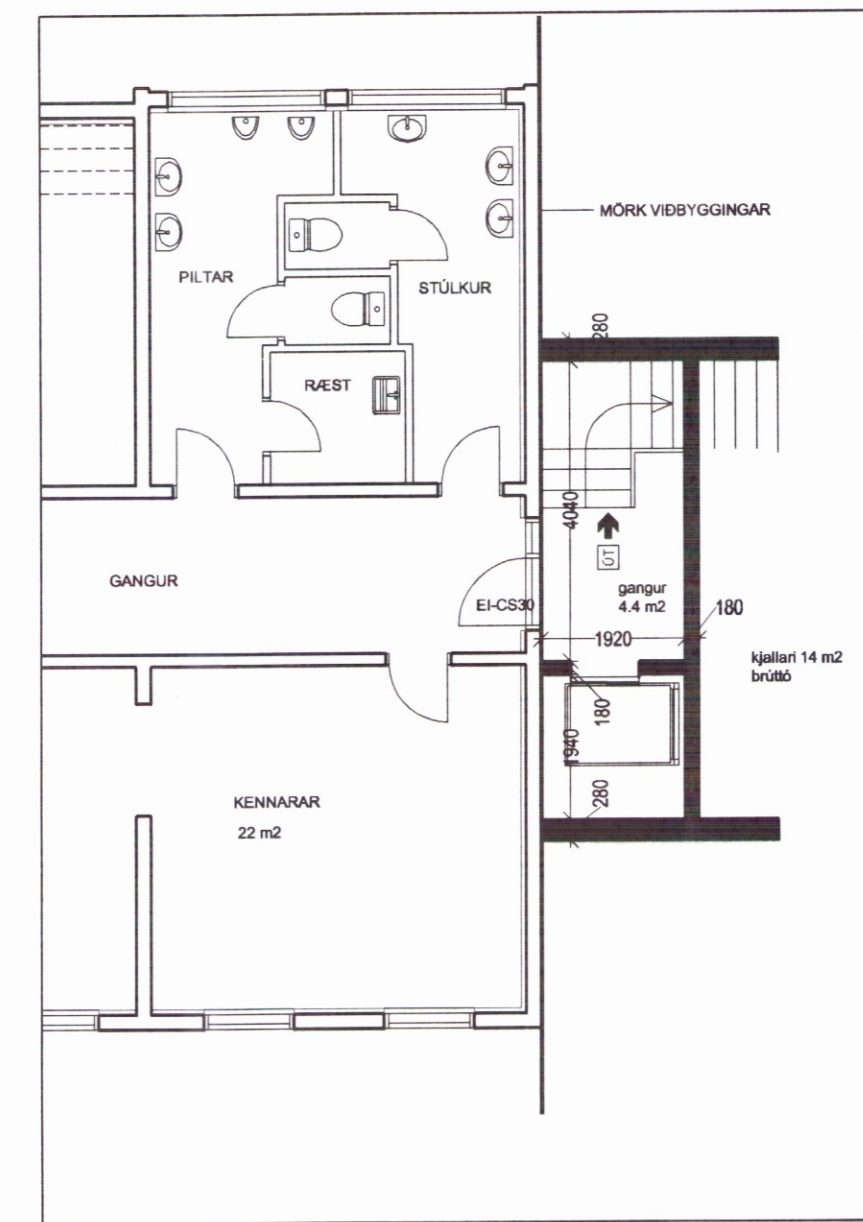 MÖRK VIÐBYGGINGAR
PILTAR
STÚLKUR
280
RÆST
4040
ÚT
GANGUR
EI-CS30
gangur
4.4 m2
180
1920
kjallari 14 m2
brúttó
180
1940
280
KENNARAR
22 m2